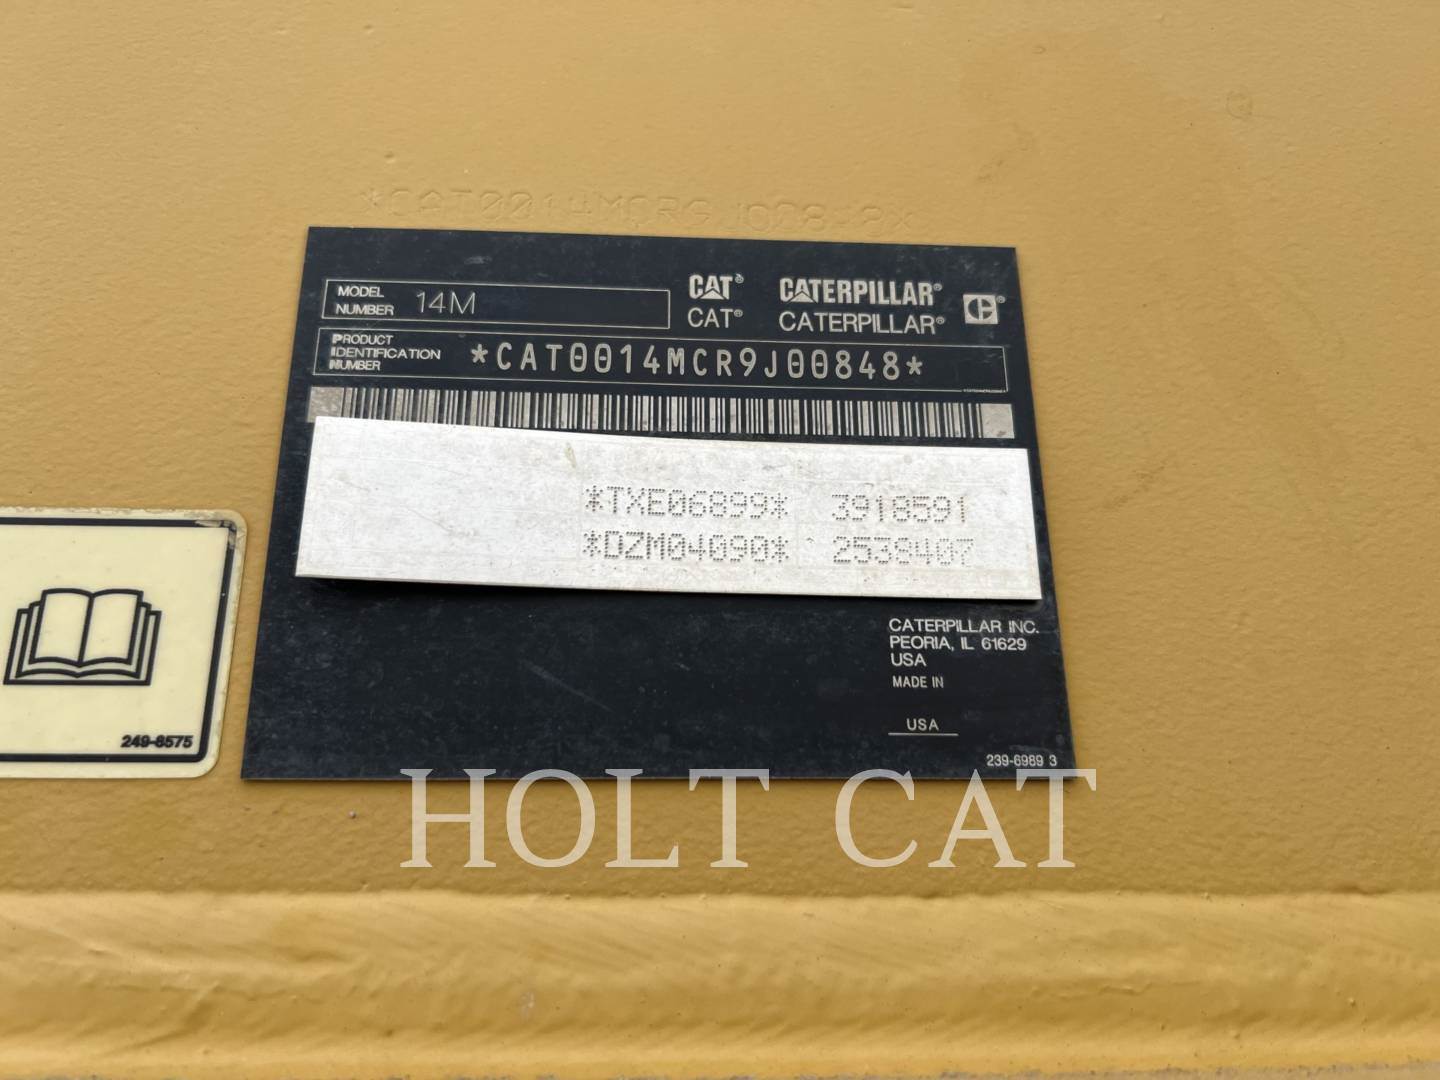 MODEL NUMBER 14M
CAT® CATERPILLAR®
CAT® CATERPILLAR®
PRODUCT IDENTIFICATION NUMBER *CAT0014MCR9J00848*
*TXE06899* 3918591
*DZM04090* 2538407
CATERPILLAR INC.
PEORIA, IL 61629
USA
MADE IN
USA
239-6989 3
249-8575
HOLT CAT